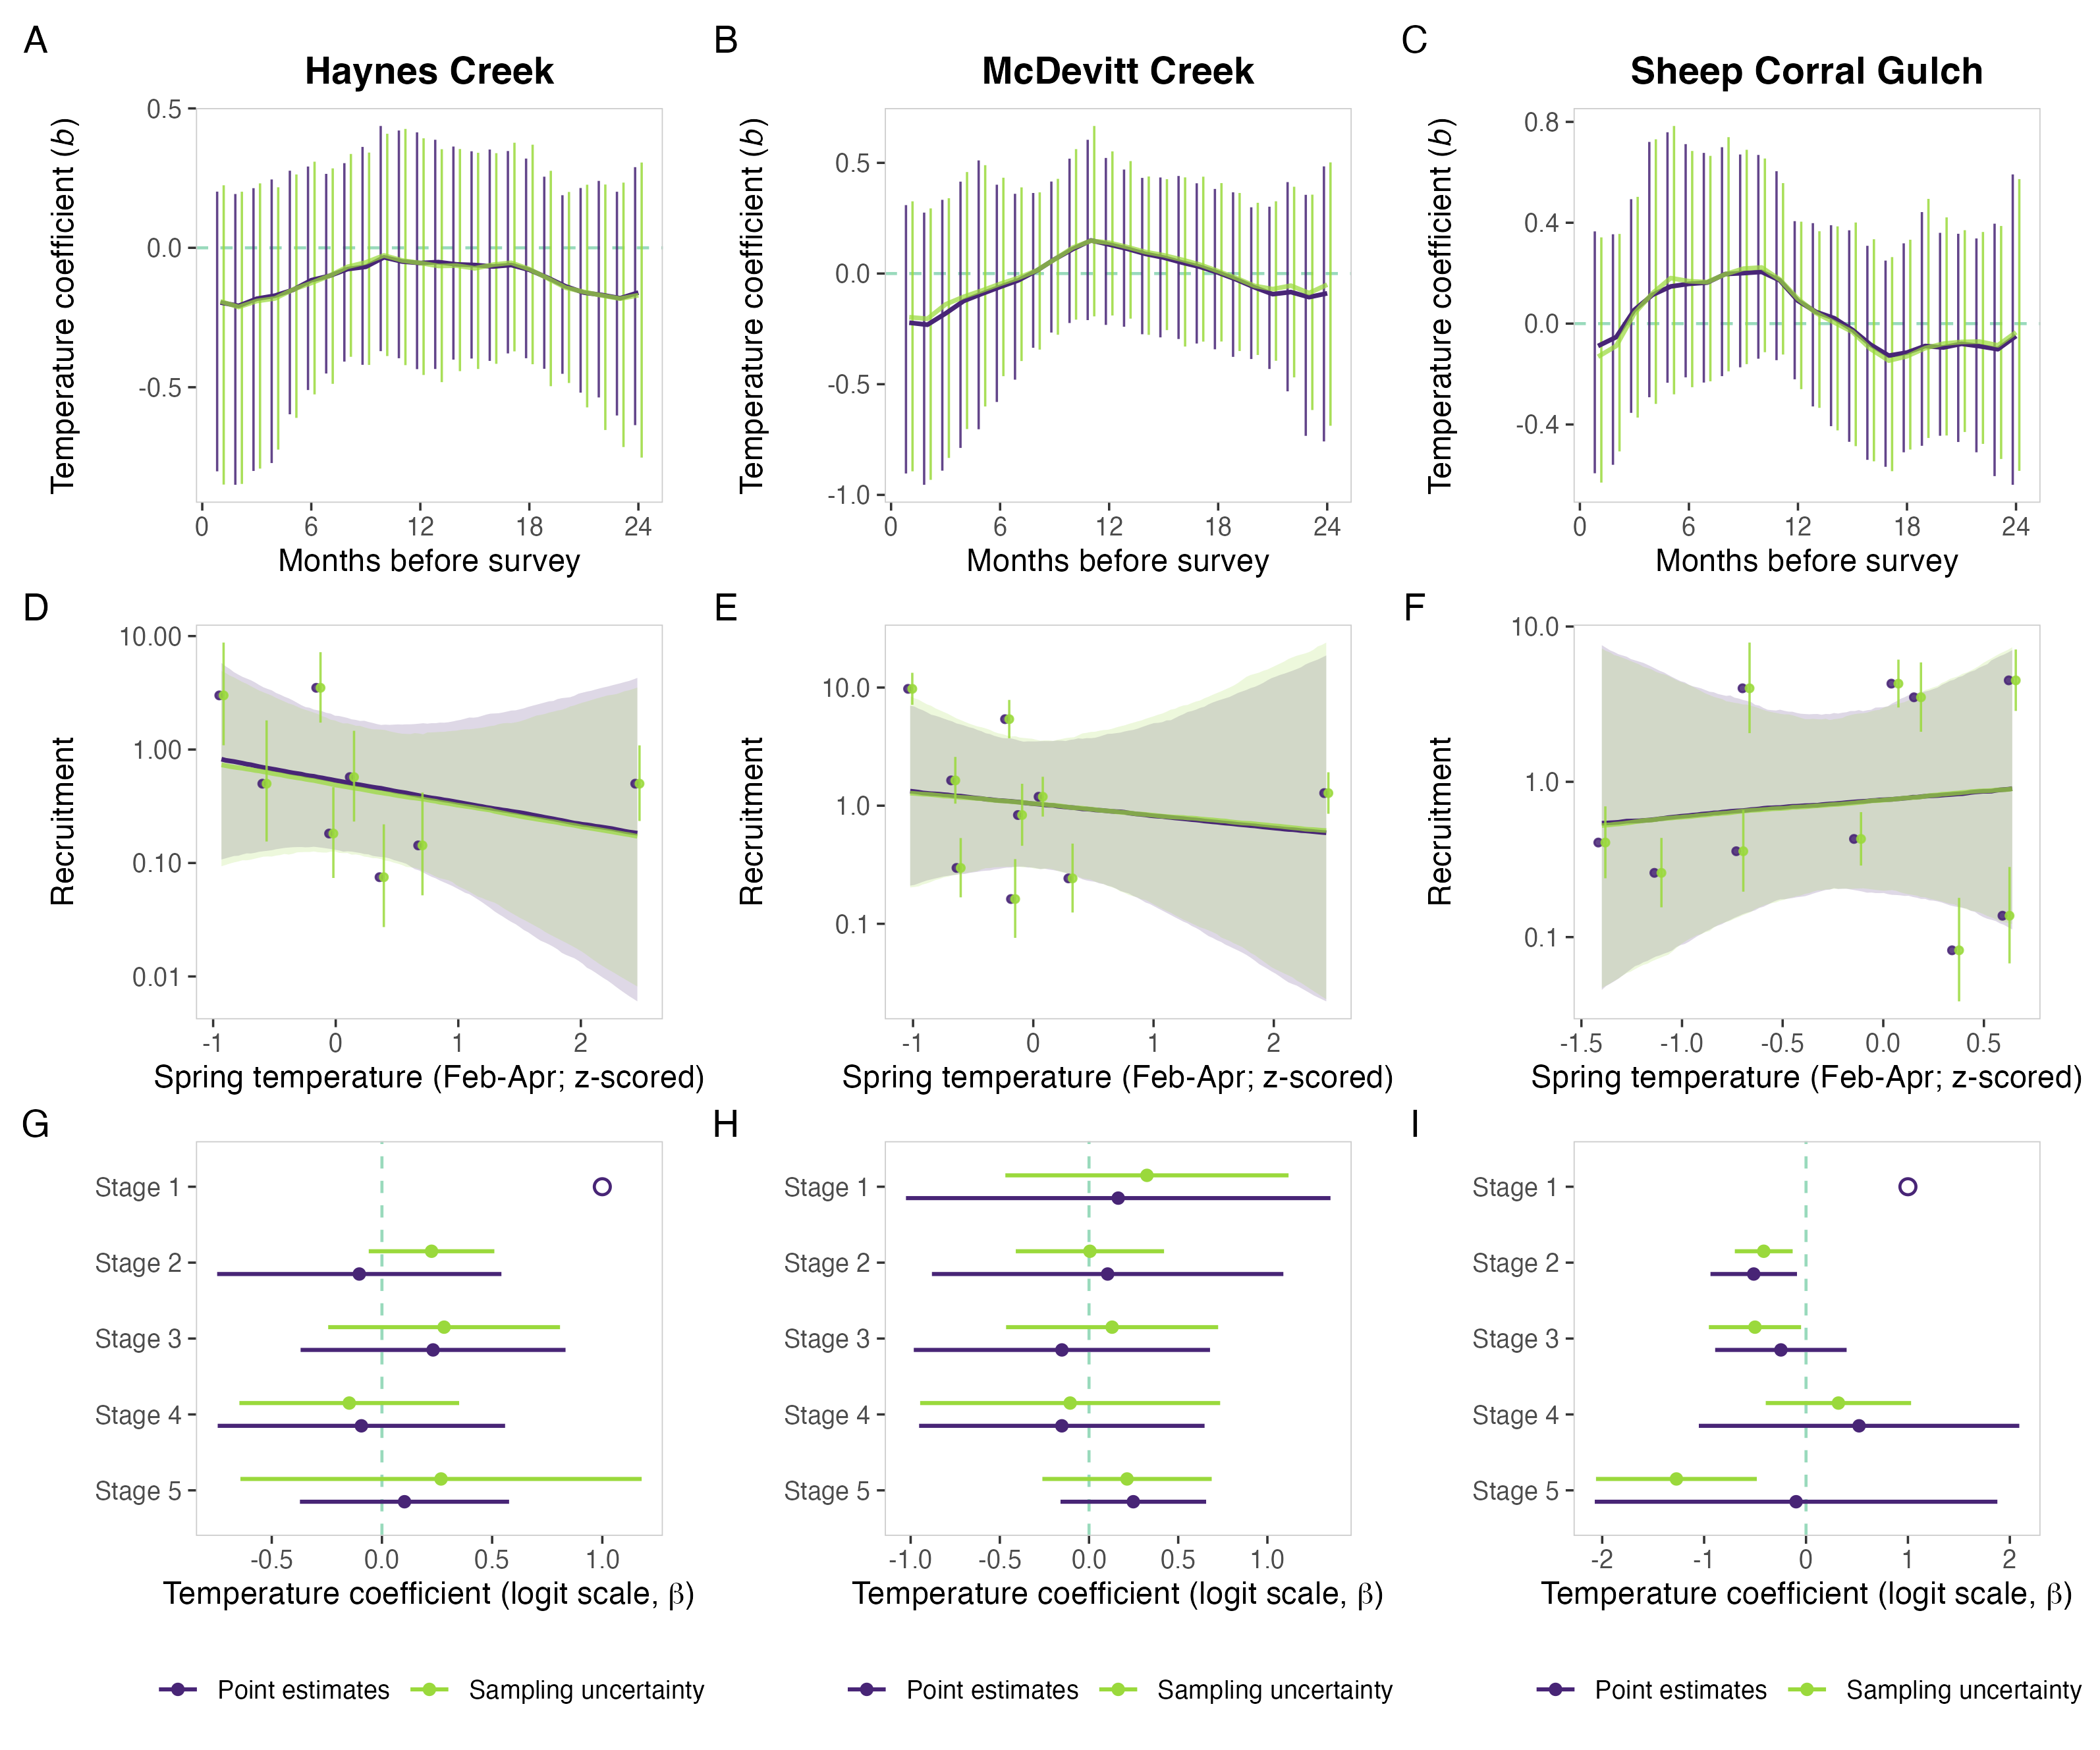 A
B
C
Haynes Creek
McDevitt Creek
Sheep Corral Gulch
Temperature coefficient (b)
0.5
0.0
-0.5
0
6
12
18
24
Months before survey
Temperature coefficient (b)
0.5
0.0
-0.5
-1.0
0
6
12
18
24
Months before survey
Temperature coefficient (b)
0.8
0.4
0.0
-0.4
0
6
12
18
24
Months before survey
D
E
F
Recruitment
10.00
1.00
0.10
0.01
-1
0
1
2
Spring temperature (Feb-Apr; z-scored)
Recruitment
10.0
1.0
0.1
-1
0
1
2
Spring temperature (Feb-Apr; z-scored)
Recruitment
10.0
1.0
0.1
-1.5
-1.0
-0.5
0.0
0.5
Spring temperature (Feb-Apr; z-scored)
G
H
I
Stage 1
Stage 2
Stage 3
Stage 4
Stage 5
-0.5
0.0
0.5
1.0
Temperature coefficient (logit scale, β)
Stage 1
Stage 2
Stage 3
Stage 4
Stage 5
-1.0
-0.5
0.0
0.5
1.0
Temperature coefficient (logit scale, β)
Stage 1
Stage 2
Stage 3
Stage 4
Stage 5
-2
-1
0
1
2
Temperature coefficient (logit scale, β)
Point estimates
Sampling uncertainty
Point estimates
Sampling uncertainty
Point estimates
Sampling uncertainty